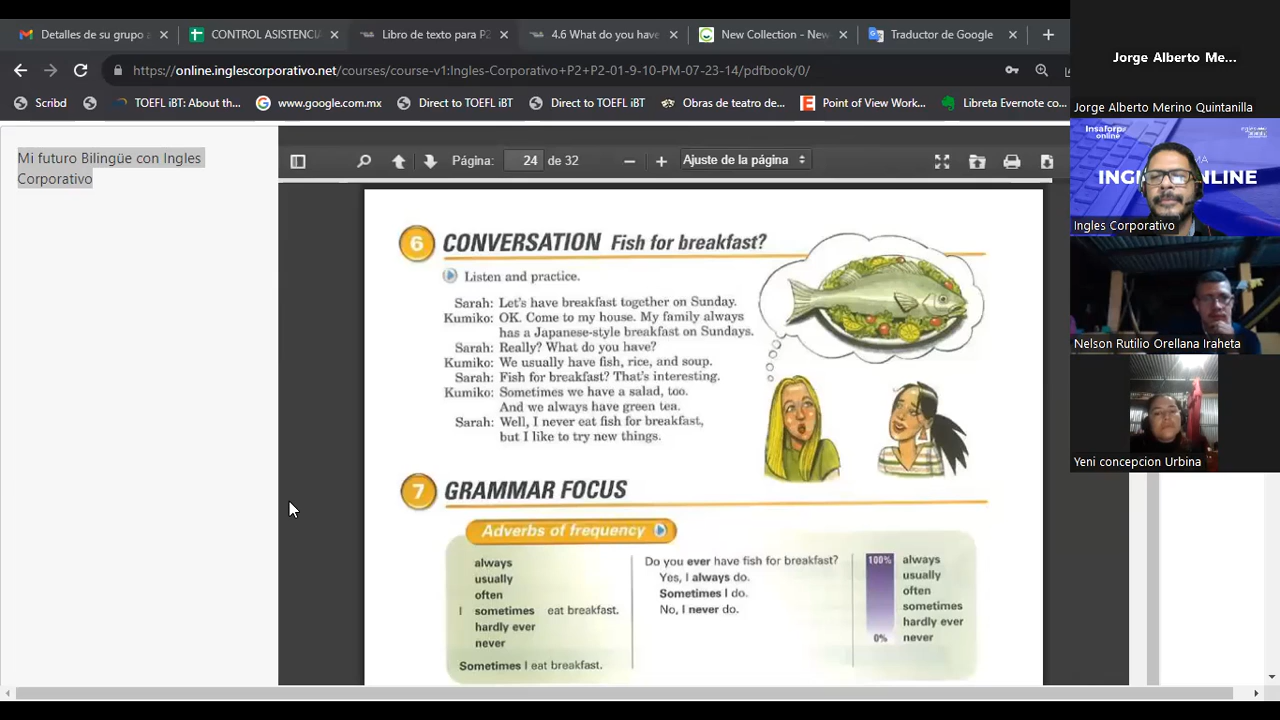 Detalles de su grupo
CONTROL ASISTENCIA
Libro de texto para P2
4.6 What do you have
New Collection - New
Traductor de Google
https://online.inglescorporativo.net/courses/course-v1:Ingles-Corporativo+P2+P2-01-9-10-PM-07-23-14/pdfbook/0/
Scribd
TOEFL iBT: About th...
www.google.com.mx
Direct to TOEFL iBT
Direct to TOEFL iBT
Obras de teatro de...
Point of View Work...
Libreta Evernote co...
Mi futuro Bilingüe con Ingles
Corporativo
Página: 24 de 32
Ajuste de la página
6 CONVERSATION Fish for breakfast?
Listen and practice.
Sarah: Let's have breakfast together on Sunday.
Kumiko: OK. Come to my house. My family always
has a Japanese-style breakfast on Sundays.
Sarah: Really? What do you have?
Kumiko: We usually have fish, rice, and soup.
Sarah: Fish for breakfast? That's interesting.
Kumiko: Sometimes we have a salad, too.
And we always have green tea.
Sarah: Well, I never eat fish for breakfast,
but I like to try new things.
7 GRAMMAR FOCUS
Adverbs of frequency
always
usually
often
I sometimes eat breakfast.
hardly ever
never
Sometimes I eat breakfast.
Do you ever have fish for breakfast?
Yes, I always do.
Sometimes I do.
No, I never do.
100% always
usually
often
sometimes
hardly ever
0% never
Jorge Alberto Me...
Jorge Alberto Merino Quintanilla
Insaforp
online
Ingles Corporativo
Nelson Rutilio Orellana Iraheta
Yeni concepcion Urbina